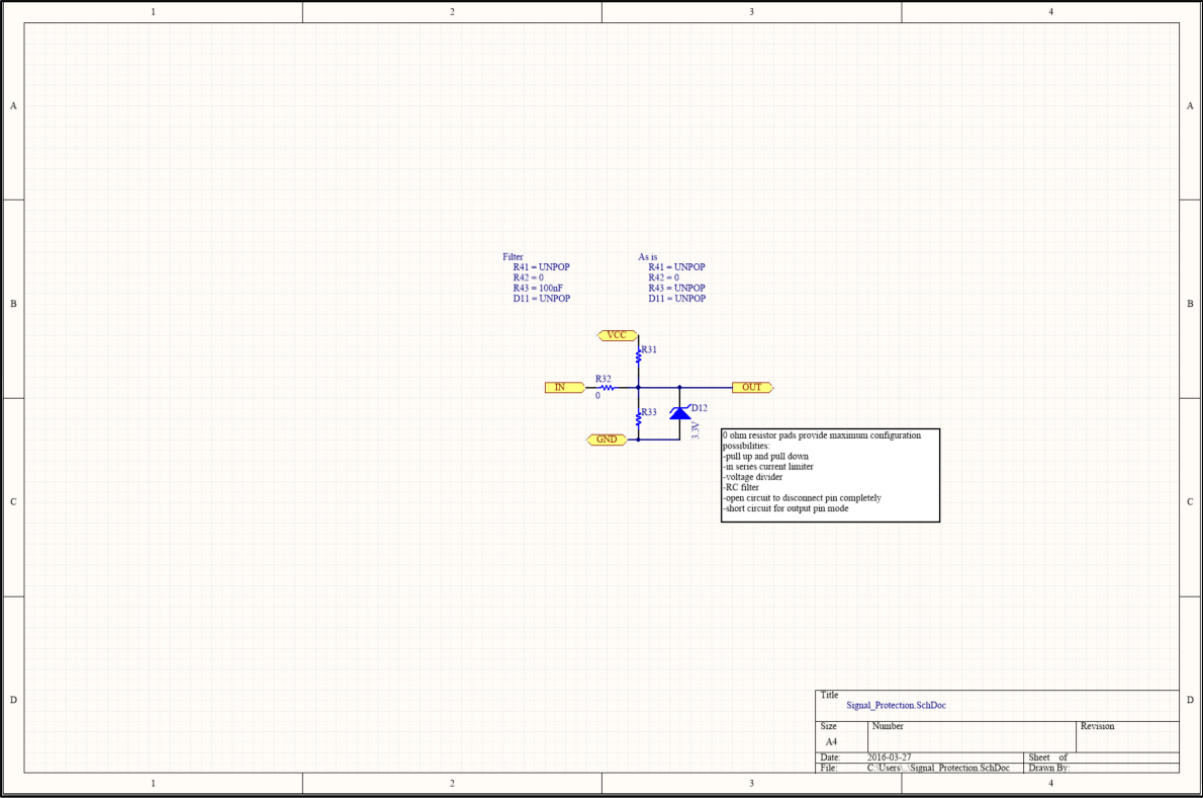 1 2 3 4
A A
Filter As is
R41 = UNPOP R41 = UNPOP
R42 = 0 R42 = 0
R43 = 100nF R43 = UNPOP
D11 = UNPOP D11 = UNPOP
B B
VCC
R31
R32
IN OUT
0
R33 D12
3.3V
GND
0 ohm resistor pads provide maximum configuration
possibilities:
-pull up and pull down
-in series current limiter
-voltage divider
-RC filter
-open circuit to disconnect pin completely
-short circuit for output pin mode
C C
D D
Title
Signal_Protection.SchDoc
Size Number Revision
A4
Date: 2016-03-27 Sheet of
File: C:\Users\..\Signal_Protection.SchDoc Drawn By:
1 2 3 4